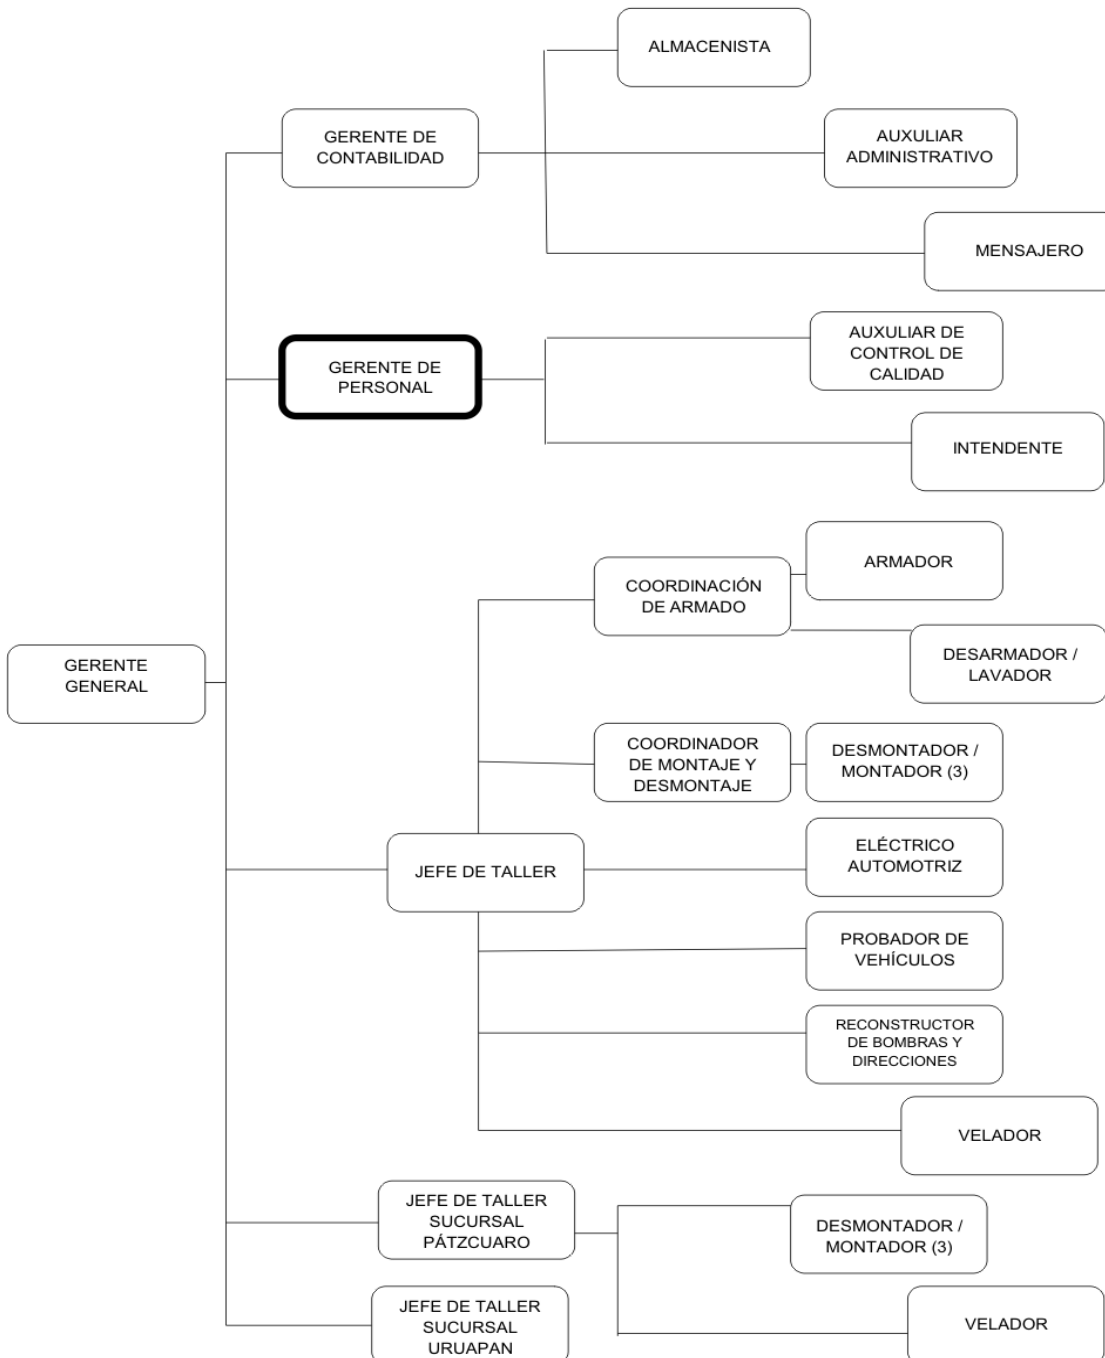 ALMACENISTA
GERENTE DE
CONTABILIDAD
AUXULIAR
ADMINISTRATIVO
MENSAJERO
AUXULIAR DE
CONTROL DE
CALIDAD
GERENTE DE
PERSONAL
INTENDENTE
ARMADOR
COORDINACIÓN
DE ARMADO
DESARMADOR /
LAVADOR
GERENTE
GENERAL
COORDINADOR
DE MONTAJE Y
DESMONTAJE
DESMONTADOR /
MONTADOR (3)
ELÉCTRICO
AUTOMOTRIZ
JEFE DE TALLER
PROBADOR DE
VEHÍCULOS
RECONSTRUCTOR
DE BOMBRAS Y
DIRECCIONES
VELADOR
JEFE DE TALLER
SUCURSAL
PÁTZCUARO
DESMONTADOR /
MONTADOR (3)
JEFE DE TALLER
SUCURSAL
URUAPAN
VELADOR